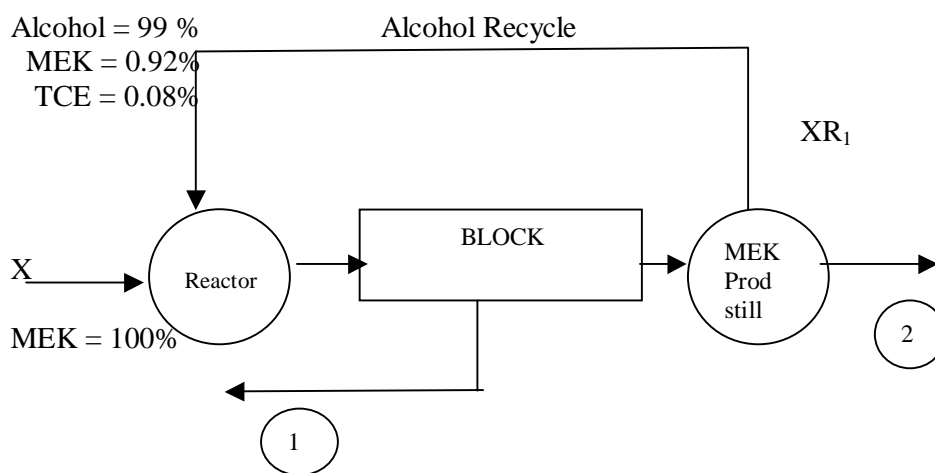 Alcohol = 99 %
MEK = 0.92%
TCE = 0.08%
Alcohol Recycle
XR₁
X
MEK = 100%
Reactor
BLOCK
MEK
Prod
still
1
2